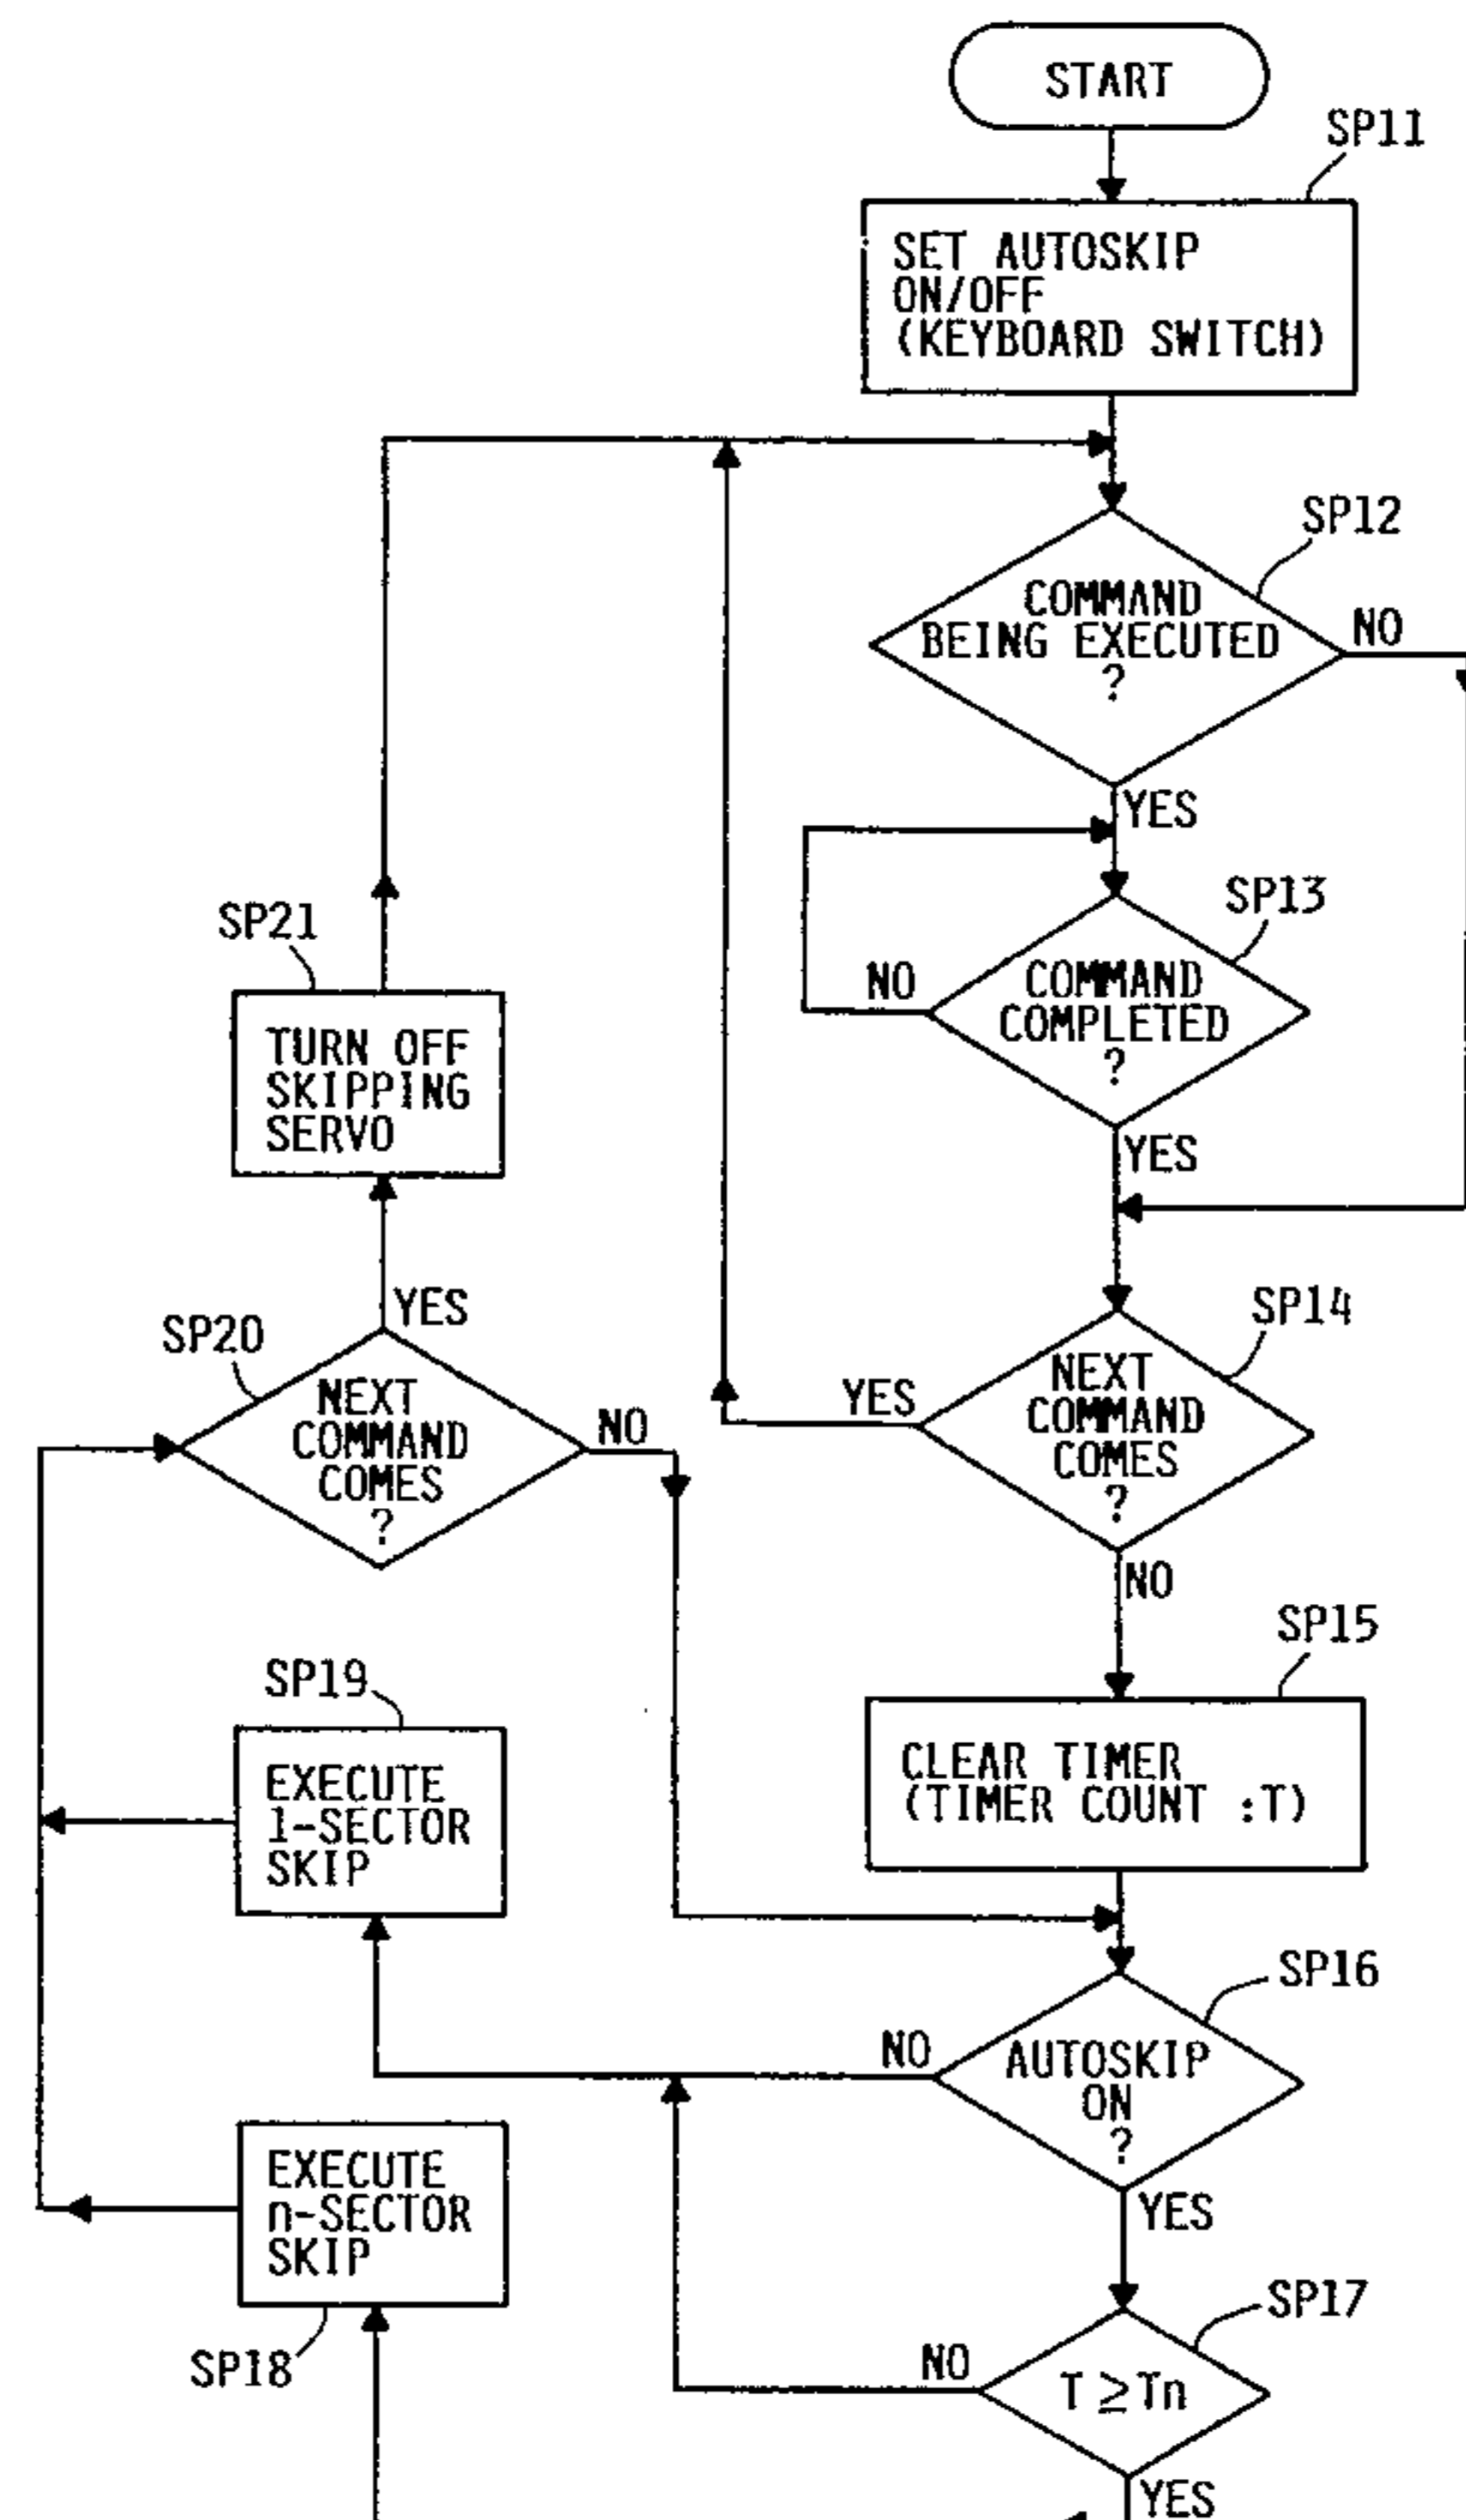 START
SP11
SET AUTOSKIP
ON/OFF
(KEYBOARD SWITCH)
SP12
COMMAND
BEING EXECUTED
?
NO
YES
SP13
COMMAND
COMPLETED
?
NO
YES
SP14
NEXT
COMMAND
COMES
?
YES
NO
SP15
CLEAR TIMER
(TIMER COUNT :T)
SP16
AUTOSKIP
ON
?
NO
YES
SP17
T ≧ Tn
NO
YES
SP18
EXECUTE
n-SECTOR
SKIP
SP19
EXECUTE
1-SECTOR
SKIP
SP20
NEXT
COMMAND
COMES
?
YES
NO
SP21
TURN OFF
SKIPPING
SERVO